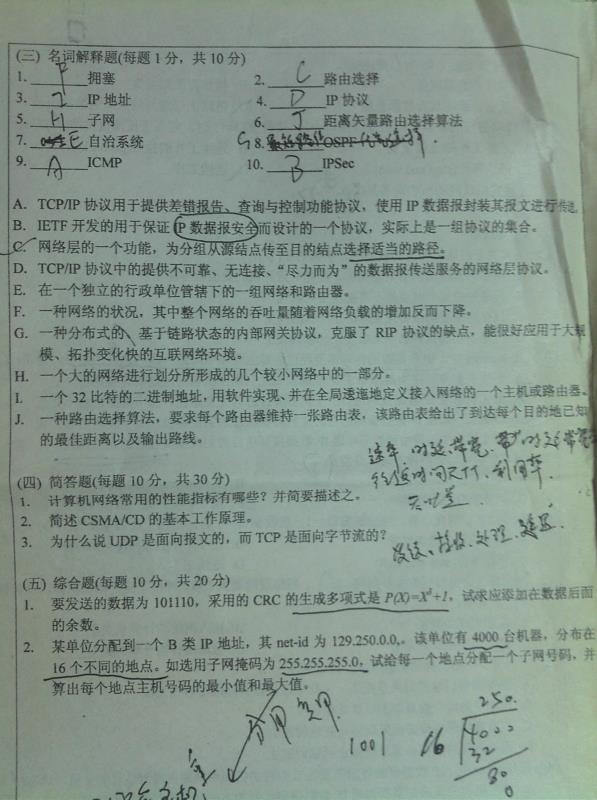 (三) 名词解释题(每题 1 分，共 10 分)
1. F 拥塞 2. C 路由选择
3. I IP 地址 4. D IP 协议
5. H 子网 6. J 距离矢量路由选择算法
7. E 自治系统 G 8. OSPF
9. A ICMP 10. B IPSec
A. TCP/IP 协议用于提供差错报告、查询与控制功能协议，使用 IP 数据报封装其报文进行传送.
B. IETF 开发的用于保证 IP 数据报安全而设计的一个协议，实际上是一组协议的集合。
C. 网络层的一个功能，为分组从源结点传至目的结点选择适当的路径。
D. TCP/IP 协议中的提供不可靠、无连接、“尽力而为”的数据报传送服务的网络层协议。
E. 在一个独立的行政单位管辖下的一组网络和路由器。
F. 一种网络的状况，其中整个网络的吞吐量随着网络负载的增加反而下降。
G. 一种分布式的、基于链路状态的内部网关协议，克服了 RIP 协议的缺点，能很好应用于大规
模、拓扑变化快的互联网络环境。
H. 一个大的网络进行划分所形成的几个较小网络中的一部分。
I. 一个 32 比特的二进制地址，用软件实现、并在全局透迤地定义接入网络的一个主机或路由器。
J. 一种路由选择算法，要求每个路由器维持一张路由表，该路由表给出了到达每个目的地已知
的最佳距离以及输出路线。
速率 时延 带宽、带宽时延
往返时间RTT、利用率
(四) 简答题(每题 10 分，共 30 分)
1. 计算机网络常用的性能指标有哪些？并简要描述之。
吞吐量
2. 简述 CSMA/CD 的基本工作原理。
3. 为什么说 UDP 是面向报文的，而 TCP 是面向字节流的？
发送、接收、处理、
(五) 综合题(每题 10 分，共 20 分)
1. 要发送的数据为 101110，采用的 CRC 的生成多项式是 P(X)=X³+1，试求应添加在数据后面
的余数。
2. 某单位分配到一个 B 类 IP 地址，其 net-id 为 129.250.0.0,。该单位有 4000 台机器，分布在
16 个不同的地点。如选用子网掩码为 255.255.255.0，试给每一个地点分配一个子网号码，并
算出每个地点主机号码的最小值和最大值。
1001
250
16 4000
32
80
0